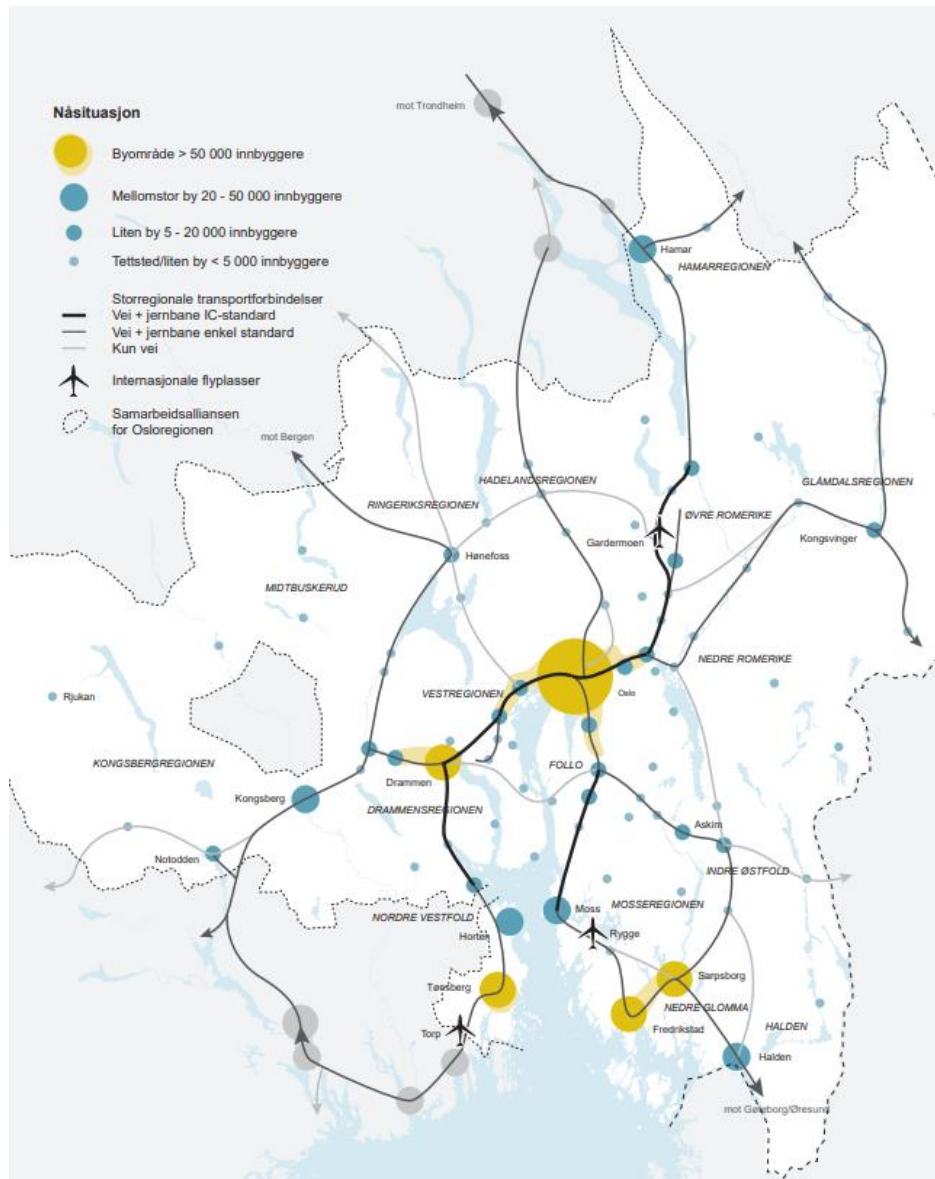 Nåsituasjon
Byområde > 50 000 innbyggere
Mellomstor by 20 - 50 000 innbyggere
Liten by 5 - 20 000 innbyggere
Tettsted/liten by < 5 000 innbyggere
Storregionale transportforbindelser
Vei + jernbane IC-standard
Vei + jernbane enkel standard
Kun vei
Internasjonale flyplasser
Samarbeidsalliansen
for Osloregionen
mot Trondheim
Hamar
HAMARREGIONEN
mot Bergen
HADELANDSREGIONEN
GLÅMDALSREGIONEN
RINGERIKSREGIONEN
ØVRE ROMERIKE
Gardermoen
Kongsvinger
Hønefoss
MIDTBUSKERUD
NEDRE ROMERIKE
Rjukan
VESTREGIONEN
Oslo
KONGSBERGREGIONEN
FOLLO
Drammen
Kongsberg
DRAMMENSREGIONEN
Askim
Notodden
INDRE ØSTFOLD
Moss
MOSSEREGIONEN
NORDRE VESTFOLD
Horten
Rygge
Sarpsborg
Tønsberg
NEDRE GLOMMA
Torp
Fredrikstad
HALDEN
Halden
mot Gøteborg/Øresund